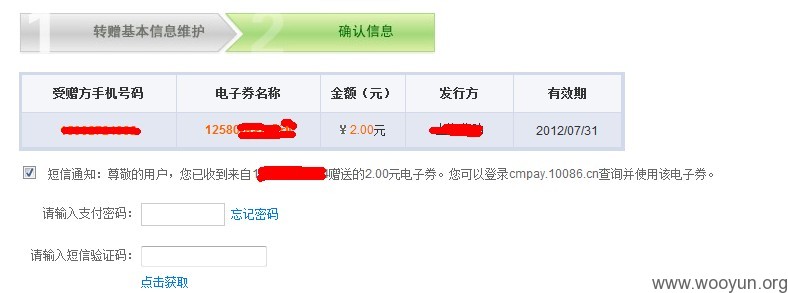 1 转赠基本信息维护 2 确认信息
受赠方手机号码 电子券名称 金额（元） 发行方 有效期
12580 ￥2.00元 2012/07/31
短信通知：尊敬的用户，您已收到来自1 赠送的2.00元电子券。您可以登录cmpay.10086.cn查询并使用该电子券。
请输入支付密码： 忘记密码
请输入短信验证码：
点击获取
www.wooyun.org